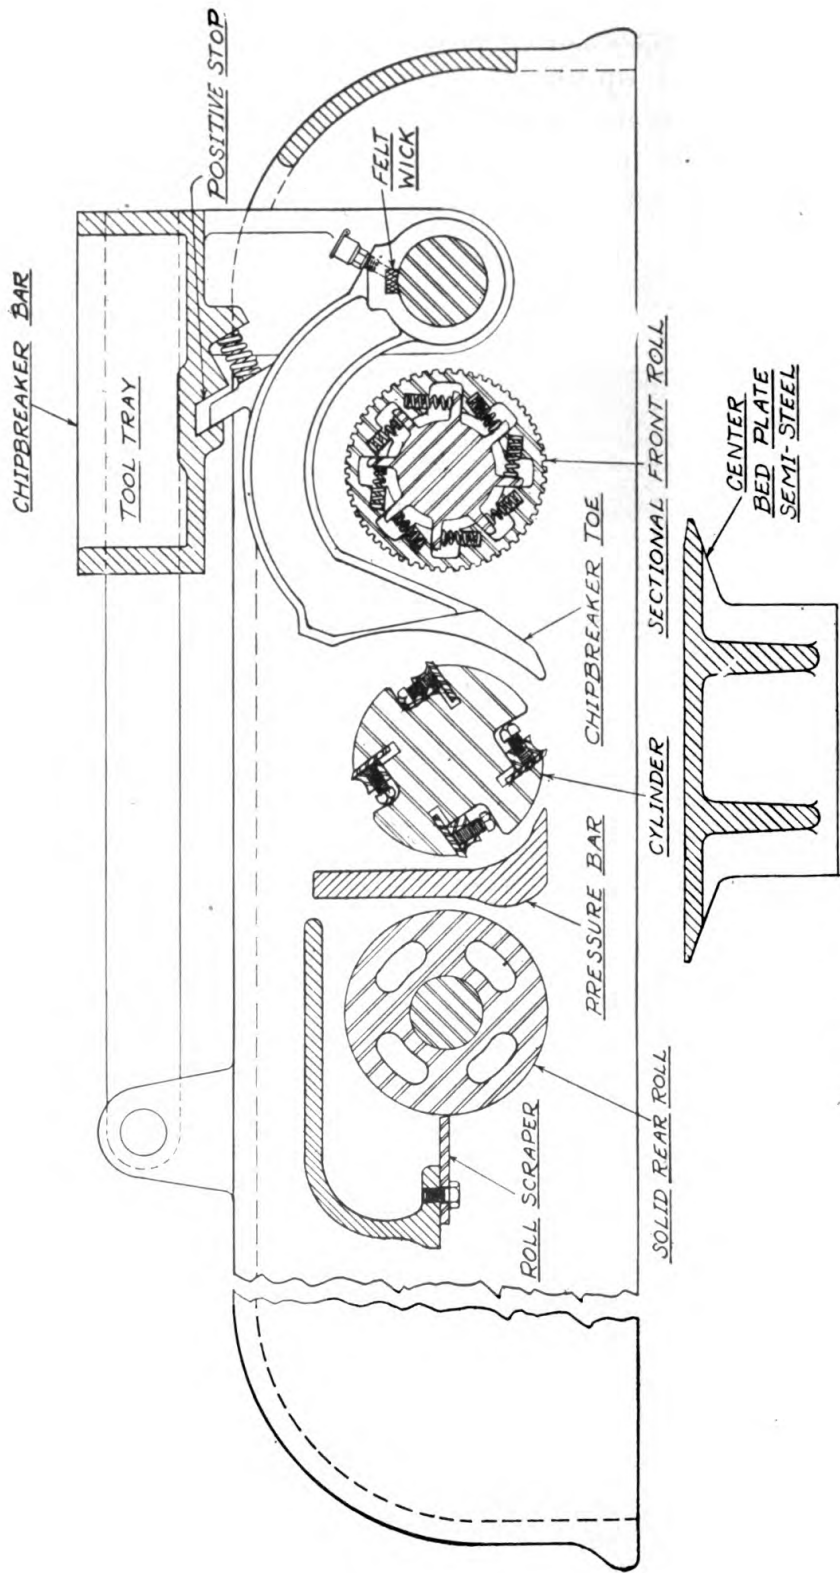 CHIPBREAKER BAR
POSITIVE STOP
TOOL TRAY
FELT
WICK
ROLL SCRAPER
SOLID REAR ROLL
PRESSURE BAR
CYLINDER
CHIPBREAKER TOE
SECTIONAL FRONT ROLL
CENTER
BED PLATE
SEMI-STEEL